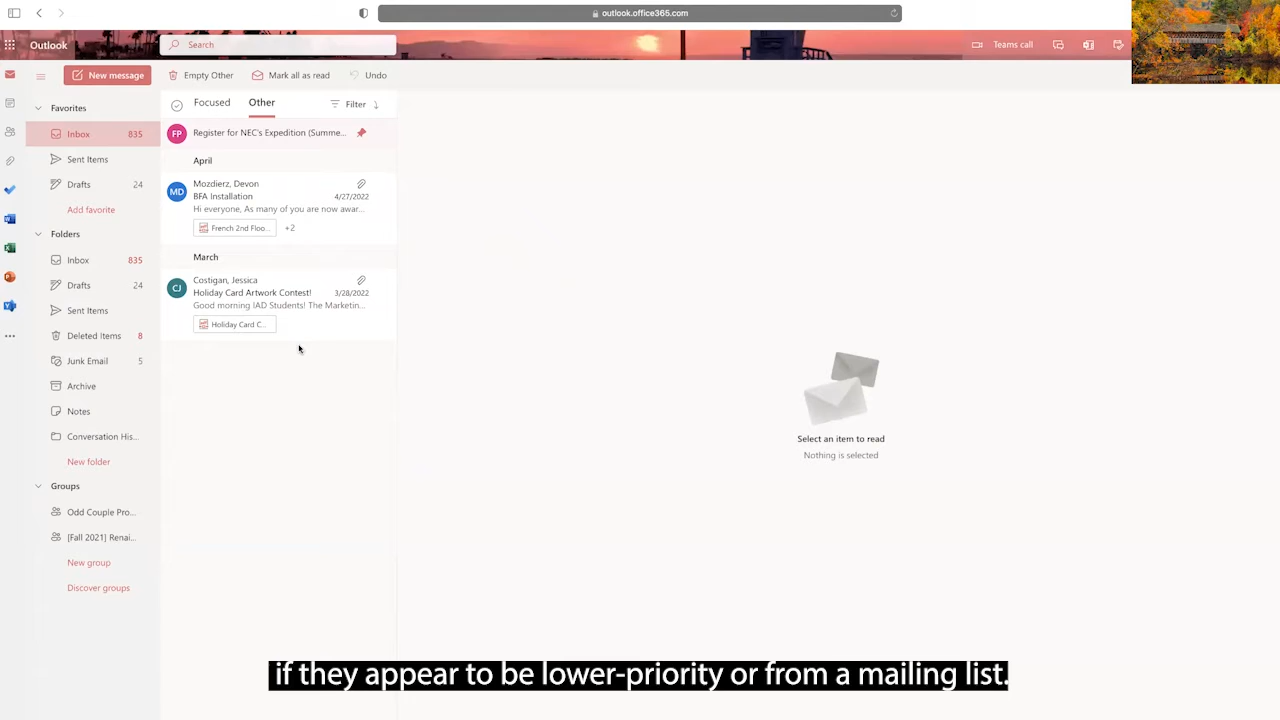 outlook.office365.com
Outlook
Search
Teams call
New message
Empty Other
Mark all as read
Undo
Favorites
Inbox 835
Sent Items
Drafts 24
Add favorite
Folders
Inbox 835
Drafts 24
Sent Items
Deleted Items 8
Junk Email 5
Archive
Notes
Conversation His...
New folder
Groups
Odd Couple Pro...
[Fall 2021] Renai...
New group
Discover groups
Focused
Other
Filter
FP
Register for NEC's Expedition (Summe...
April
MD
Mozdierz, Devon
BFA Installation 4/27/2022
Hi everyone, As many of you are now awar...
French 2nd Floo... +2
March
CJ
Costigan, Jessica
Holiday Card Artwork Contest! 3/28/2022
Good morning IAD Students! The Marketin...
Holiday Card C...
Select an item to read
Nothing is selected
if they appear to be lower-priority or from a mailing list.